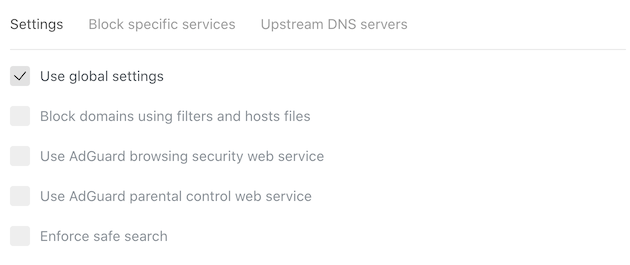 Settings Block specific services Upstream DNS servers
Use global settings
Block domains using filters and hosts files
Use AdGuard browsing security web service
Use AdGuard parental control web service
Enforce safe search